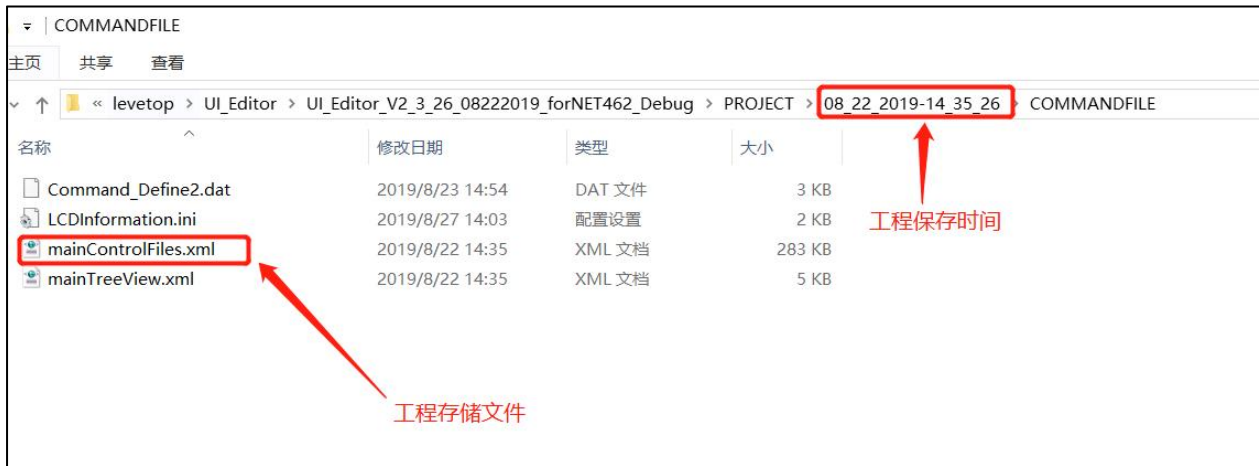 COMMANDFILE
主页 共享 查看
« levetop > UI_Editor > UI_Editor_V2_3_26_08222019_forNET462_Debug > PROJECT > 08_22_2019-14_35_26 > COMMANDFILE
名称 修改日期 类型 大小
Command_Define2.dat 2019/8/23 14:54 DAT 文件 3 KB
LCDInformation.ini 2019/8/27 14:03 配置设置 2 KB
工程保存时间
mainControlFiles.xml 2019/8/22 14:35 XML 文档 283 KB
mainTreeView.xml 2019/8/22 14:35 XML 文档 5 KB
工程存储文件